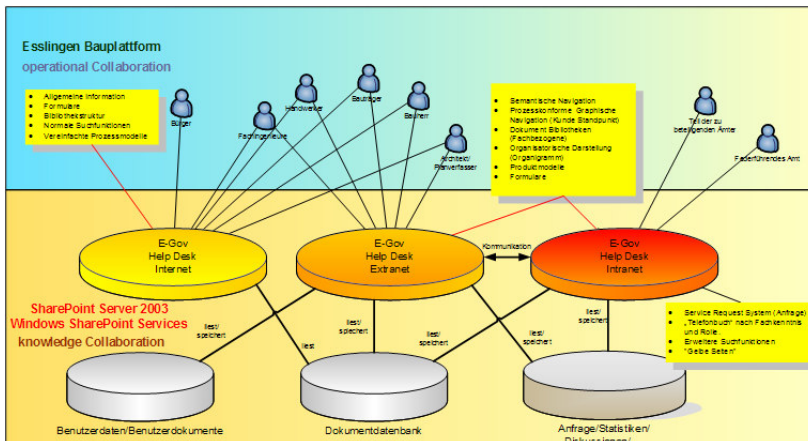 Esslingen Bauplattform
operational Collaboration
Allgemeine Information
Formulare
Bibliothekstruktur
Normale Suchfunktionen
Vereinfachte Prozessmodelle
Bürger
Fachingenieure
Handwerker
Bauträger
Bauherr
Architekt/
Planverfasser
Semantische Navigation
Prozesskonforme Graphische
Navigation (Kunde Standpunkt)
Dokument Bibliotheken
(Fachbezogene)
Organisatorische Darstellung
(Organigramm)
Produktmodelle
Formulare
Teil der zu
beteiligenden Ämter
Federführendes Amt
E-Gov
Help Desk
Internet
E-Gov
Help Desk
Extranet
Kommunikation
E-Gov
Help Desk
Intranet
SharePoint Server 2003
Windows SharePoint Services
knowledge Collaboration
liest/
speichert
liest
liest/
speichert
liest/
speichert
liest/
speichert
liest/
speichert
Service Request System (Anfrage)
„Telefonbuch" nach Fachkenntnis
und Rolle.
Erweitere Suchfunktionen
"Gelbe Seiten"
Benutzerdaten/Benutzerdokumente
Dokumentdatenbank
Anfrage/Statistiken/
Diskussionen/